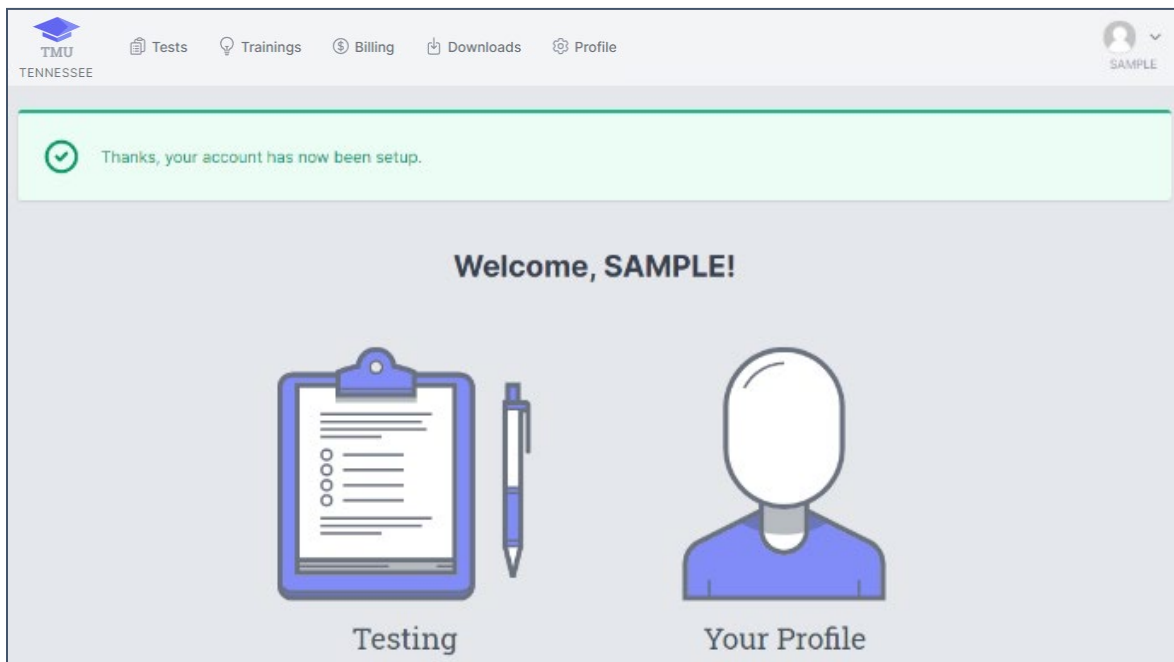 TMU
TENNESSEE
Tests Trainings Billing Downloads Profile
SAMPLE
Thanks, your account has now been setup.
Welcome, SAMPLE!
Testing Your Profile